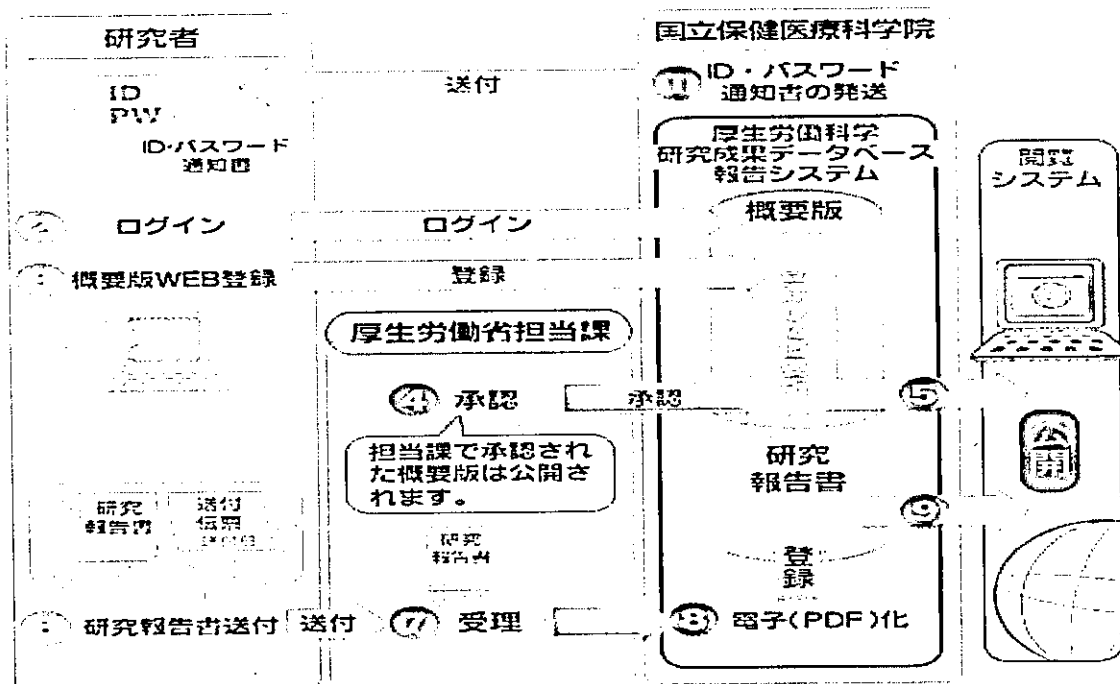 研究者
国立保健医療科学院
ID
PW
ID・パスワード
通知書
送付
ID・パスワード
通知書の発送
厚生労働科学
研究成果データベース
報告システム
閲覧
システム
概要版
ログイン
ログイン
概要版WEB登録
登録
厚生労働省担当課
④ 承認
承認
⑤
担当課で承認され
た概要版は公開さ
れます。
公開
研究
報告書
研究
報告書
送付
伝票
研究
報告書
⑨
登録
研究報告書送付
送付
⑦ 受理
⑧ 電子(PDF)化